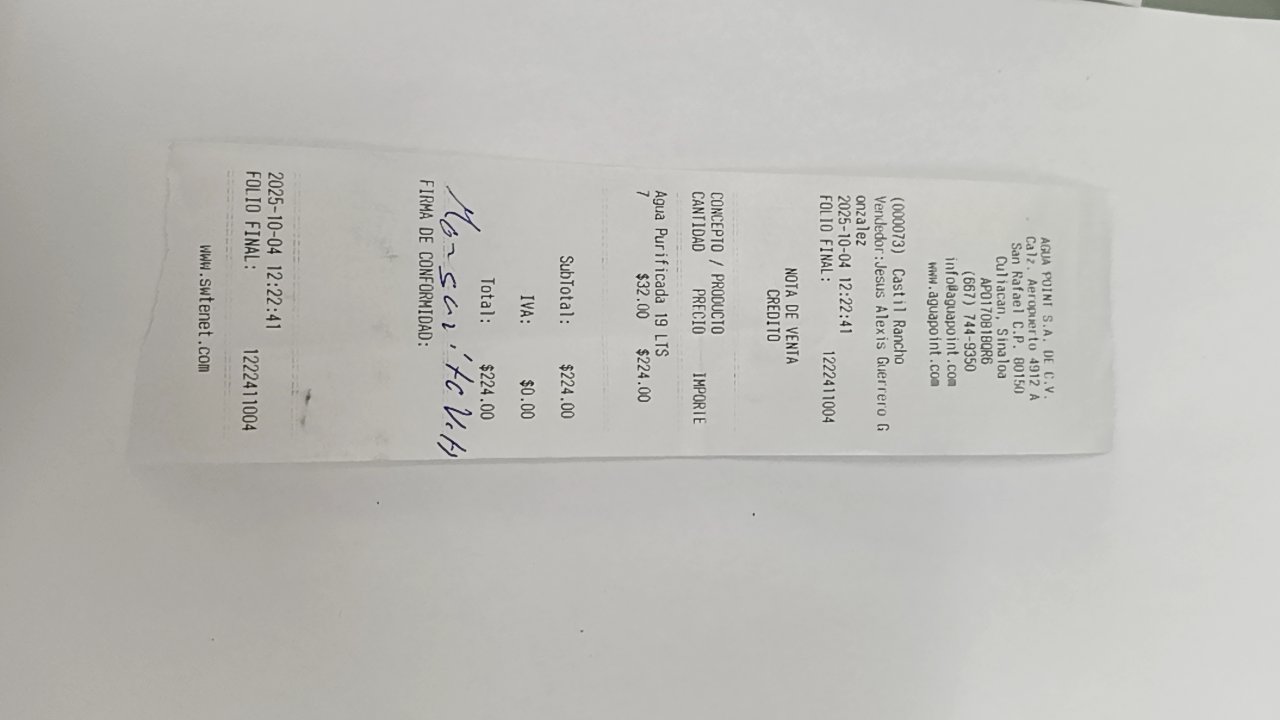 AGUA POINT S.A. DE C.V.
Calz. Aeropuerto 4912 A
San Rafael C.P. 80150
Culiacan, Sinaloa
APO170818QR6
(667) 744-9350
info@aguapoint.com
www.aguapoint.com
(000073) Castil Rancho
Vendedor:Jesus Alexis Guerrero G
onzalez
2025-10-04 12:22:41
FOLIO FINAL: 1222411004
NOTA DE VENTA
CREDITO
CONCEPTO / PRODUCTO
CANTIDAD PRECIO IMPORTE
Agua Purificada 19 LTS
7 $32.00 $224.00
SubTotal: $224.00
IVA: $0.00
Total: $224.00
FIRMA DE CONFORMIDAD:
2025-10-04 12:22:41
FOLIO FINAL: 1222411004
www.swtenet.com